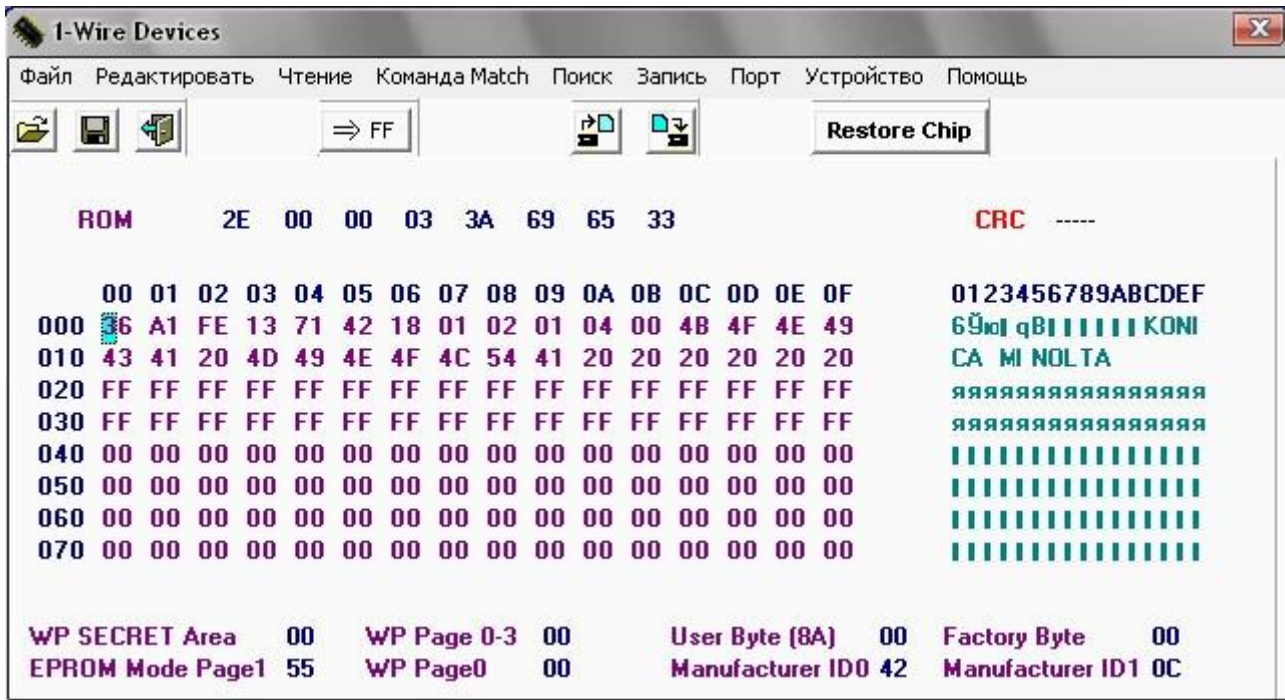 1-Wire Devices
Файл Редактировать Чтение Команда Match Поиск Запись Порт Устройство Помощь
⇒ FF Restore Chip
ROM 2E 00 00 03 3A 69 65 33 CRC -----
00 01 02 03 04 05 06 07 08 09 0A 0B 0C 0D 0E 0F 0123456789ABCDEF
000 36 A1 FE 13 71 42 18 01 02 01 04 00 4B 4F 4E 49 6Ўю❙qB❙❙❙❙❙❙KONI
010 43 41 20 4D 49 4E 4F 4C 54 41 20 20 20 20 20 20 CA MINOLTA
020 FF FF FF FF FF FF FF FF FF FF FF FF FF FF FF FF яяяяяяяяяяяяяяяя
030 FF FF FF FF FF FF FF FF FF FF FF FF FF FF FF FF яяяяяяяяяяяяяяяя
040 00 00 00 00 00 00 00 00 00 00 00 00 00 00 00 00 ❙❙❙❙❙❙❙❙❙❙❙❙❙❙❙❙
050 00 00 00 00 00 00 00 00 00 00 00 00 00 00 00 00 ❙❙❙❙❙❙❙❙❙❙❙❙❙❙❙❙
060 00 00 00 00 00 00 00 00 00 00 00 00 00 00 00 00 ❙❙❙❙❙❙❙❙❙❙❙❙❙❙❙❙
070 00 00 00 00 00 00 00 00 00 00 00 00 00 00 00 00 ❙❙❙❙❙❙❙❙❙❙❙❙❙❙❙❙
WP SECRET Area 00 WP Page 0-3 00 User Byte (8A) 00 Factory Byte 00
EPROM Mode Page1 55 WP Page0 00 Manufacturer ID0 42 Manufacturer ID1 0C